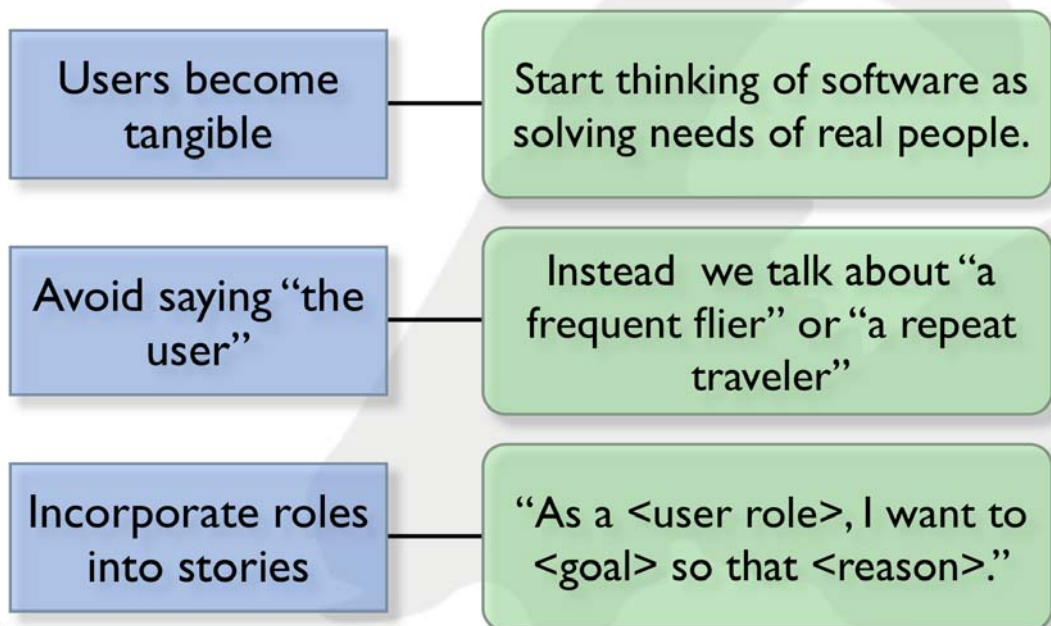 Users become
tangible
Start thinking of software as
solving needs of real people.
Avoid saying “the
user”
Instead  we talk about “a
frequent flier” or “a repeat
traveler”
Incorporate roles
into stories
“As a <user role>, I want to
<goal> so that <reason>.”